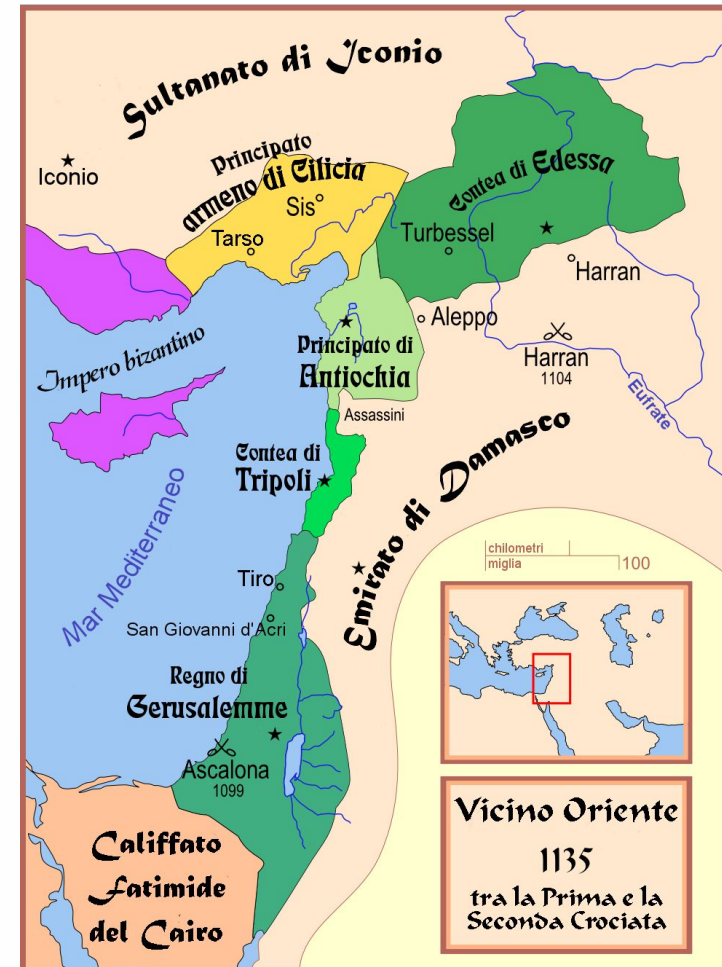 Sultanato di Iconio
Iconio
Principato
armeno di Cilicia
Sis
Tarso
Contea di Edessa
Turbessel
Harran
Aleppo
Harran
1104
Eufrate
Impero bizantino
Principato di
Antiochia
Assassini
Contea di
Tripoli
Emirato di Damasco
Mar Mediterraneo
chilometri
miglia
100
Tiro
San Giovanni d'Acri
Regno di
Gerusalemme
Ascalona
1099
Califfato
Fatimide
del Cairo
Vicino Oriente
1135
tra la Prima e la
Seconda Crociata